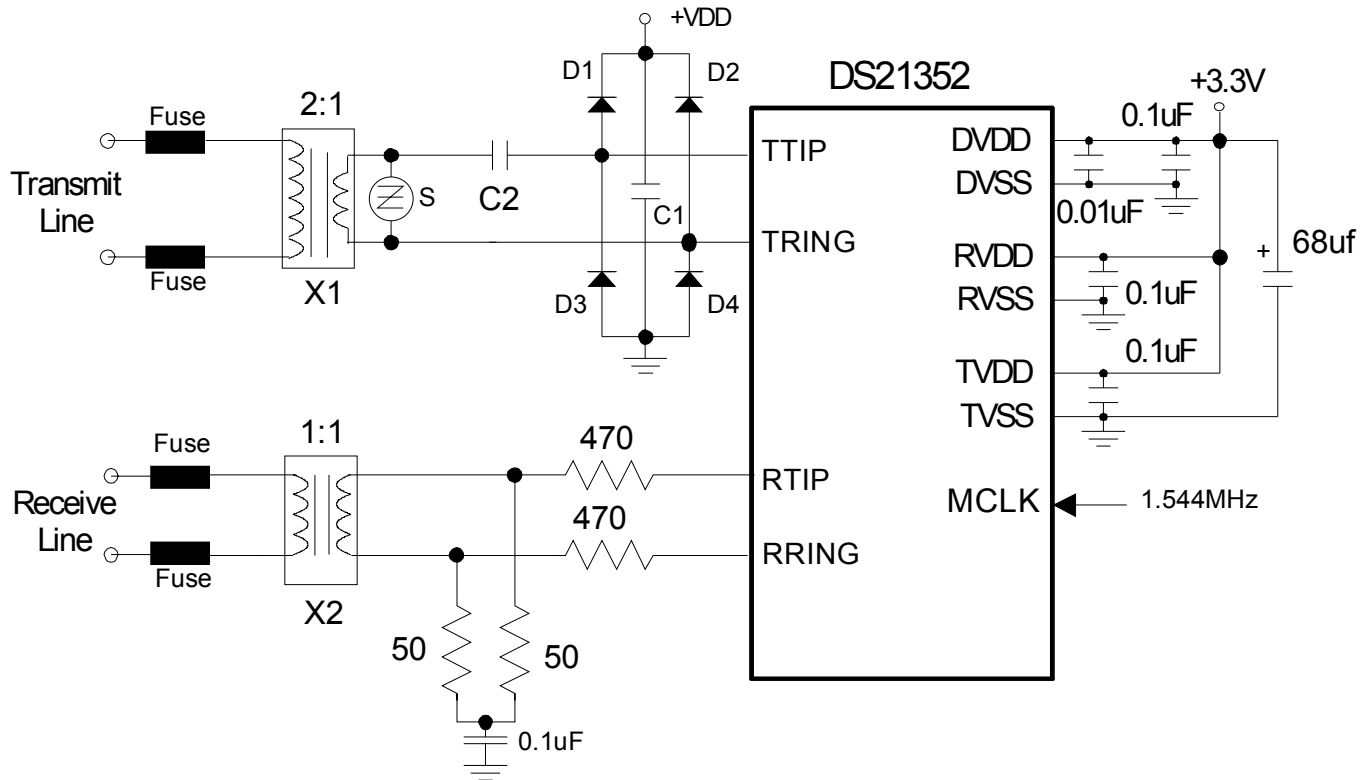 +VDD
D1
D2
DS21352
+3.3V
2:1
Fuse
0.1uF
TTIP
DVDD
Transmit
Line
S
C2
C1
DVSS
0.01uF
TRING
RVDD
68uf
+
Fuse
X1
D3
D4
RVSS
0.1uF
0.1uF
TVDD
TVSS
1:1
Fuse
470
RTIP
Receive
Line
MCLK
1.544MHz
470
RRING
Fuse
X2
50
50
0.1uF